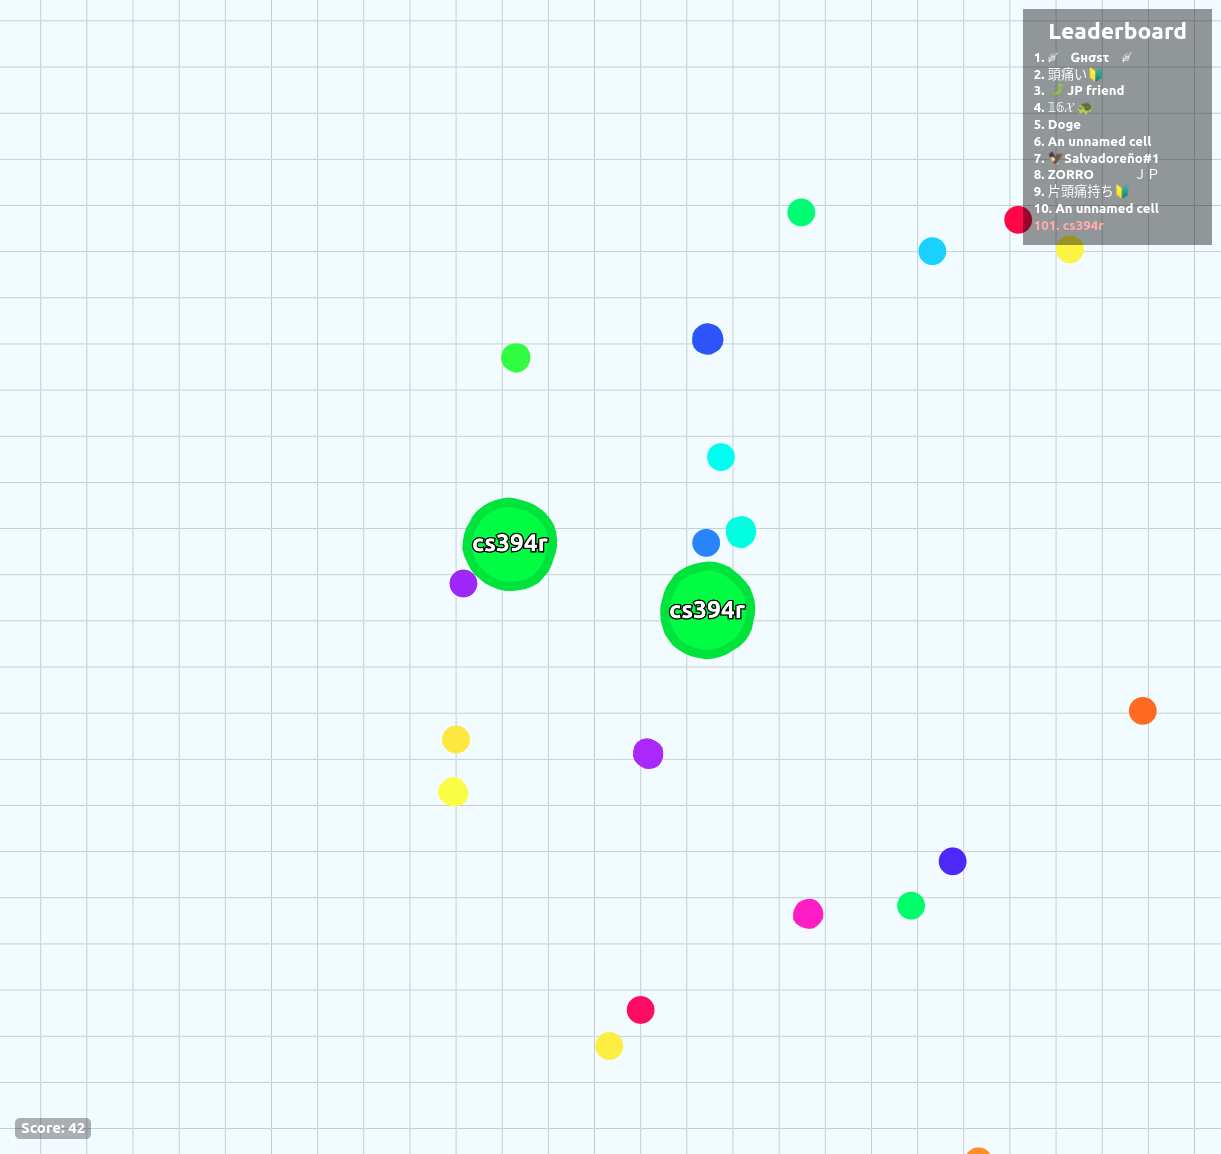 Leaderboard
1. Gʜσsτ
2. 頭痛い🔰
3. JP friend
4. 𝟙𝟞𝓧 🐢
5. Doge
6. An unnamed cell
7. 🦅Salvadoreño#1
8. ZORRO ＪＰ
9. 片頭痛持ち🔰
10. An unnamed cell
101. cs394r
cs394r
cs394r
Score: 42